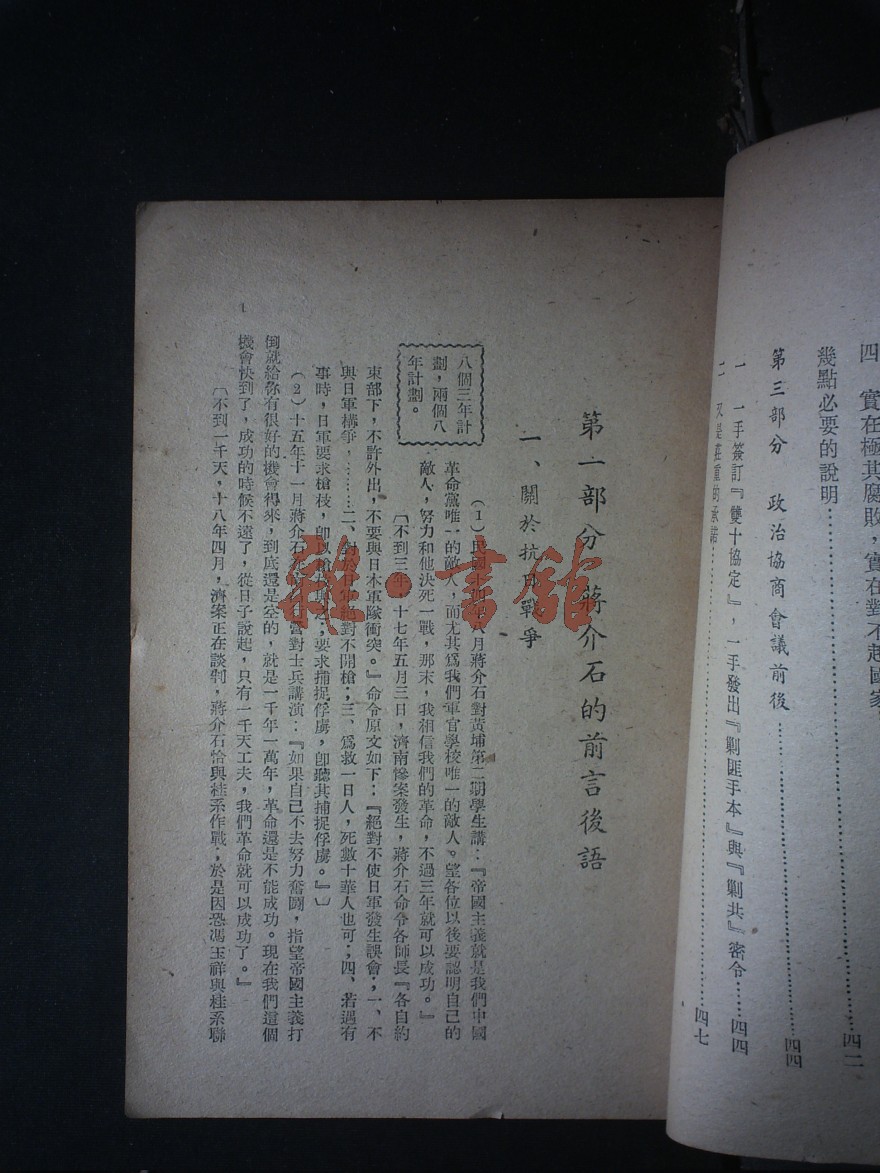 四　實在極其腐敗，實在對不起國家
幾點必要的說明……四二
第三部分　政治協商會議前後……四四
一　一手簽訂『雙十協定』，一手發出『剿匪手本』與『剿共』密令……四四
二　又是莊重的承諾……四七
第一部分　蔣介石的前言後語
一、關於抗日戰爭
八個三年計
劃，兩個八
年計劃。
（1）民國十四年八月蔣介石對黃埔第二期學生講：『帝國主義就是我們中國
革命黨唯一的敵人，而尤其爲我們軍官學校唯一的敵人。望各位以後要認明自己的
敵人，努力和他決死一戰，那末，我相信我們的革命，不過三年就可以成功。』
〔不到三年，十七年五月三日，濟南慘案發生，蔣介石命令各師長『各自約
束部下，不許外出，不要與日本軍隊衝突。』命令原文如下：『絕對不使日軍發生誤會；一、不
與日軍構爭，……二、對於日軍絕對不開槍；三、爲救一日人，死數十華人也可；四、若遇有
事時，日軍要求槍枝，卽以槍枝與之；要求捕捉俘虜，卽聽其捕捉俘虜。』〕
（2）十五年十一月蔣介石在 對士兵講演：『如果自己不去努力奮鬭，指望帝國主義打
倒就給你有很好的機會得來，到底還是空的，就是一千年一萬年，革命還是不能成功。現在我們這個
機會快到了，成功的時候不遠了，從日子說起，只有一千天工夫，我們革命就可以成功了。』
〔不到一千天，十八年四月，濟案正在談判，蔣介石恰與桂系作戰；於是因恐馮玉祥與桂系聯
1
雜·書館